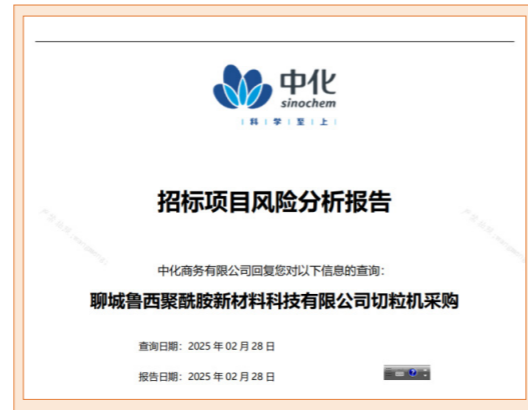 中化
sinochem
科 学 至 上
招标项目风险分析报告
中化商务有限公司回复您对以下信息的查询：
聊城鲁西聚酰胺新材料科技有限公司切粒机采购
查询日期：2025 年 02 月 28 日
报告日期：2025 年 02 月 28 日